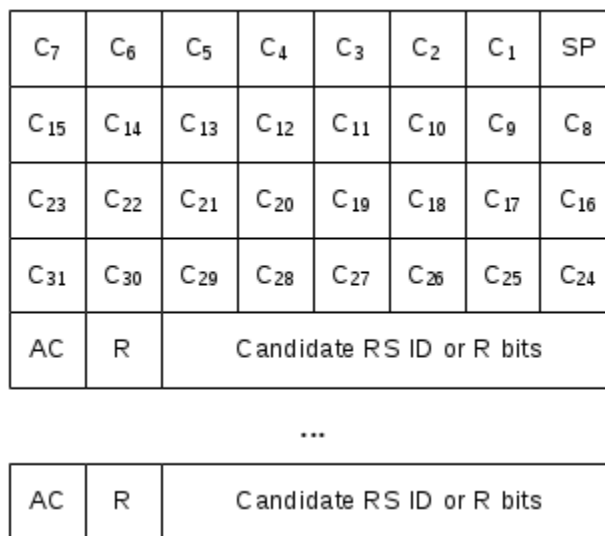 C₇ C₆ C₅ C₄ C₃ C₂ C₁ SP
C₁₅ C₁₄ C₁₃ C₁₂ C₁₁ C₁₀ C₉ C₈
C₂₃ C₂₂ C₂₁ C₂₀ C₁₉ C₁₈ C₁₇ C₁₆
C₃₁ C₃₀ C₂₉ C₂₈ C₂₇ C₂₆ C₂₅ C₂₄
AC R Candidate RS ID or R bits
...
AC R Candidate RS ID or R bits